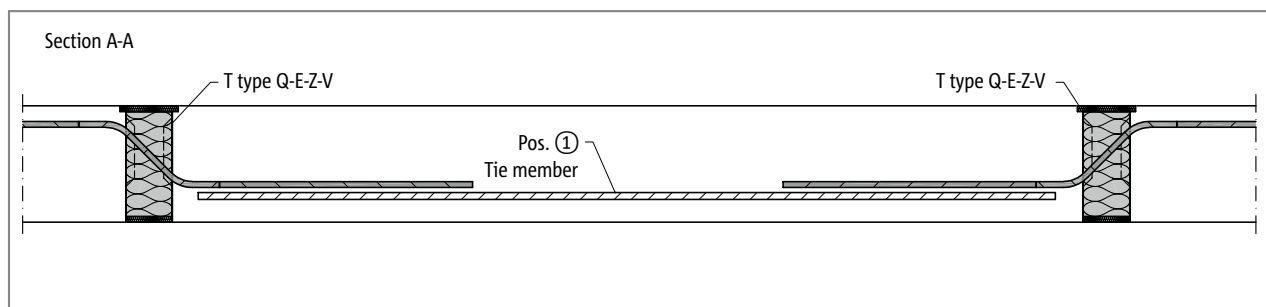 Section A-A
T type Q-E-Z-V
T type Q-E-Z-V
Pos. ①
Tie member